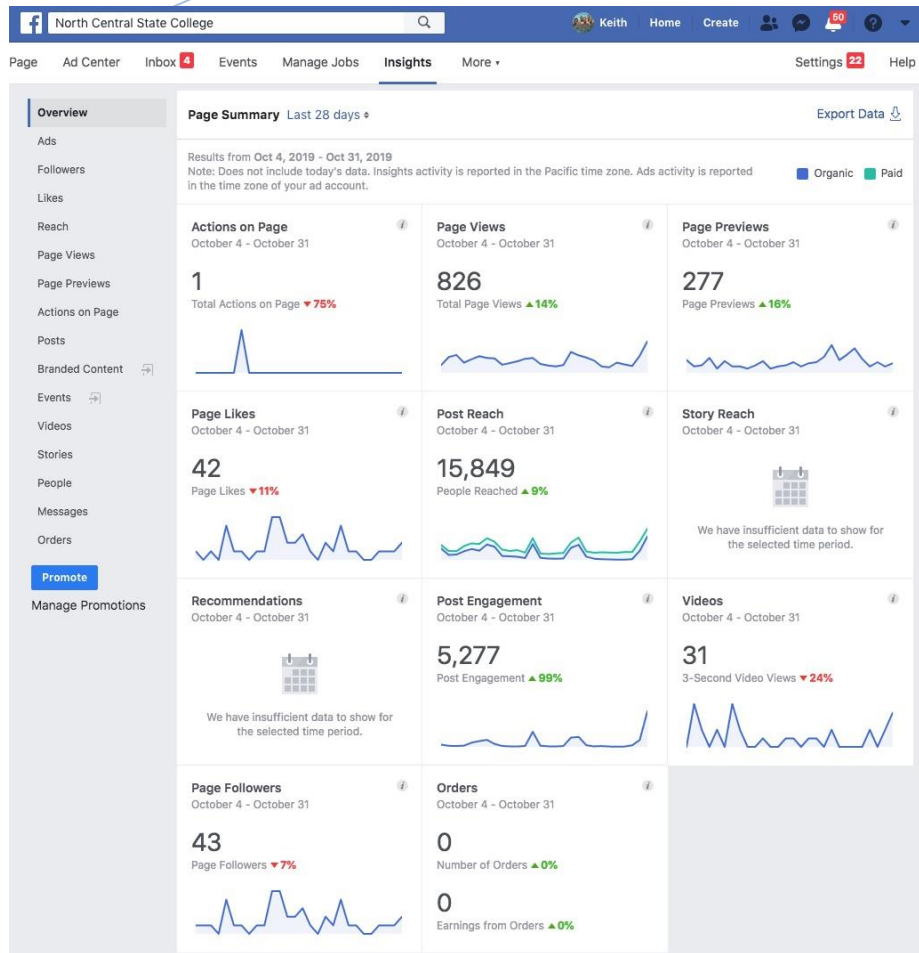 North Central State College
Keith Home Create 50
Page Ad Center Inbox 4 Events Manage Jobs Insights More Settings 22 Help
Overview
Ads
Followers
Likes
Reach
Page Views
Page Previews
Actions on Page
Posts
Branded Content
Events
Videos
Stories
People
Messages
Orders
Promote
Manage Promotions
Page Summary Last 28 days
Export Data
Results from Oct 4, 2019 - Oct 31, 2019
Note: Does not include today's data. Insights activity is reported in the Pacific time zone. Ads activity is reported
in the time zone of your ad account.
Organic Paid
Actions on Page
October 4 - October 31
1
Total Actions on Page ▼75%
Page Views
October 4 - October 31
826
Total Page Views ▲14%
Page Previews
October 4 - October 31
277
Page Previews ▲16%
Page Likes
October 4 - October 31
42
Page Likes ▼11%
Post Reach
October 4 - October 31
15,849
People Reached ▲9%
Story Reach
October 4 - October 31
We have insufficient data to show for
the selected time period.
Recommendations
October 4 - October 31
We have insufficient data to show for
the selected time period.
Post Engagement
October 4 - October 31
5,277
Post Engagement ▲99%
Videos
October 4 - October 31
31
3-Second Video Views ▼24%
Page Followers
October 4 - October 31
43
Page Followers ▼7%
Orders
October 4 - October 31
0
Number of Orders ▲0%
0
Earnings from Orders ▲0%